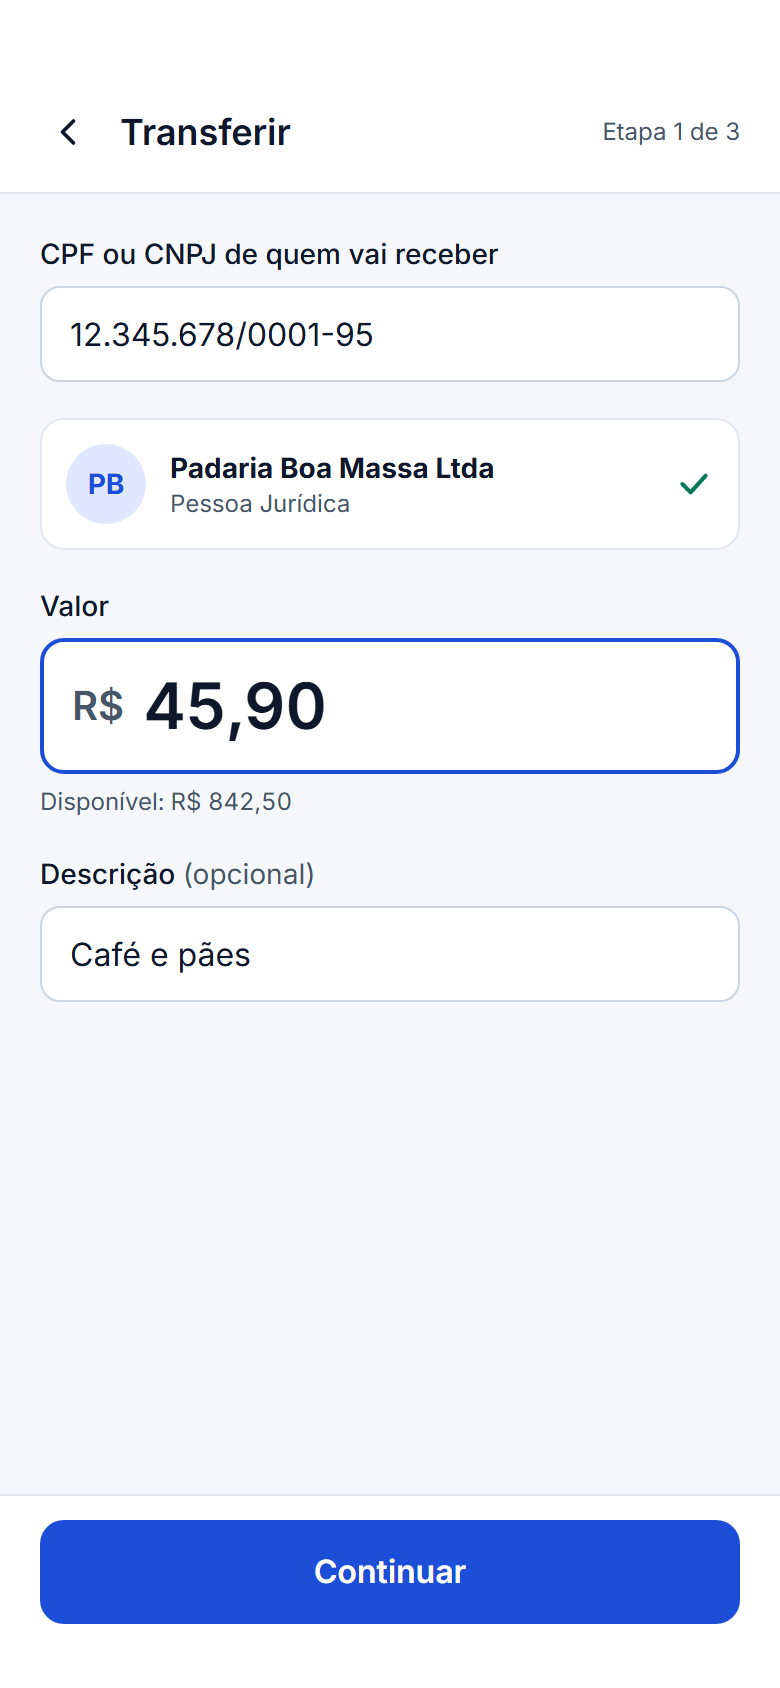 Transferir
Etapa 1 de 3
CPF ou CNPJ de quem vai receber
12.345.678/0001-95
PB
Padaria Boa Massa Ltda
Pessoa Jurídica
Valor
R$ 45,90
Disponível: R$ 842,50
Descrição (opcional)
Café e pães
Continuar